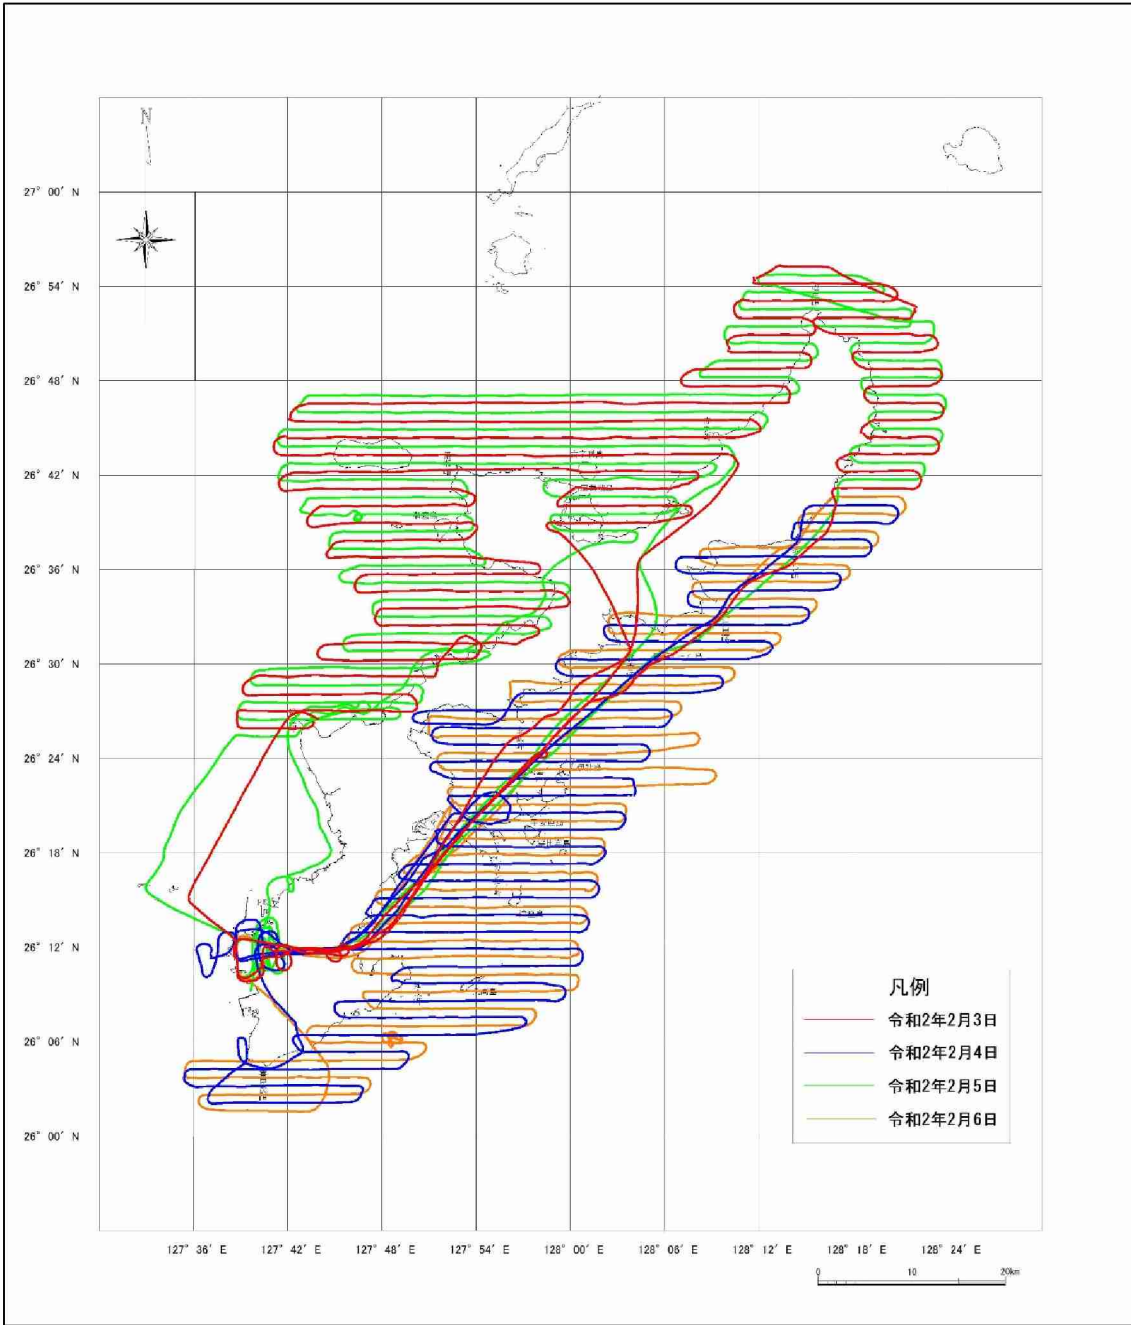 N
27° 00′ N
26° 54′ N
26° 48′ N
26° 42′ N
26° 36′ N
26° 30′ N
26° 24′ N
26° 18′ N
26° 12′ N
26° 06′ N
26° 00′ N
凡例
令和2年2月3日
令和2年2月4日
令和2年2月5日
令和2年2月6日
127° 36′ E
127° 42′ E
127° 48′ E
127° 54′ E
128° 00′ E
128° 06′ E
128° 12′ E
128° 18′ E
128° 24′ E
0 10 20km